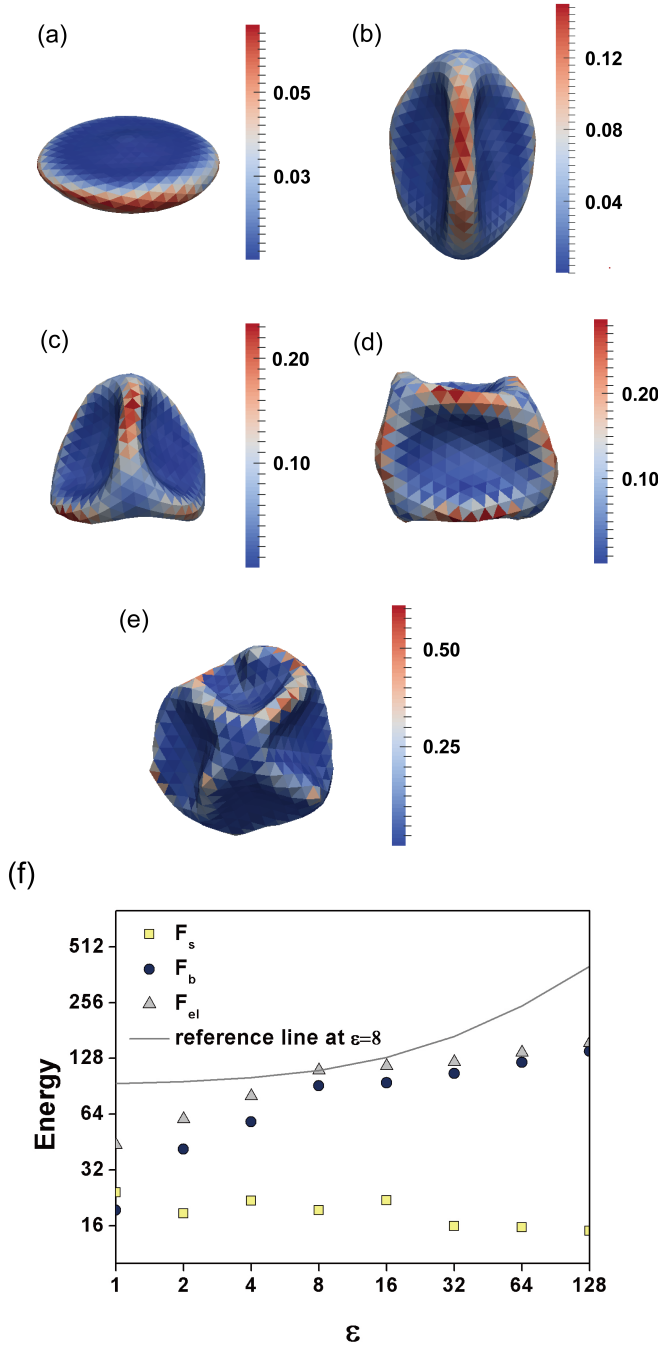 (a)
0.05
0.03
(b)
0.12
0.08
0.04
(c)
0.20
0.10
(d)
0.20
0.10
(e)
0.50
0.25
(f)
Energy
512
256
128
64
32
16
F_s
F_b
F_el
reference line at ε=8
1 2 4 8 16 32 64 128
ε